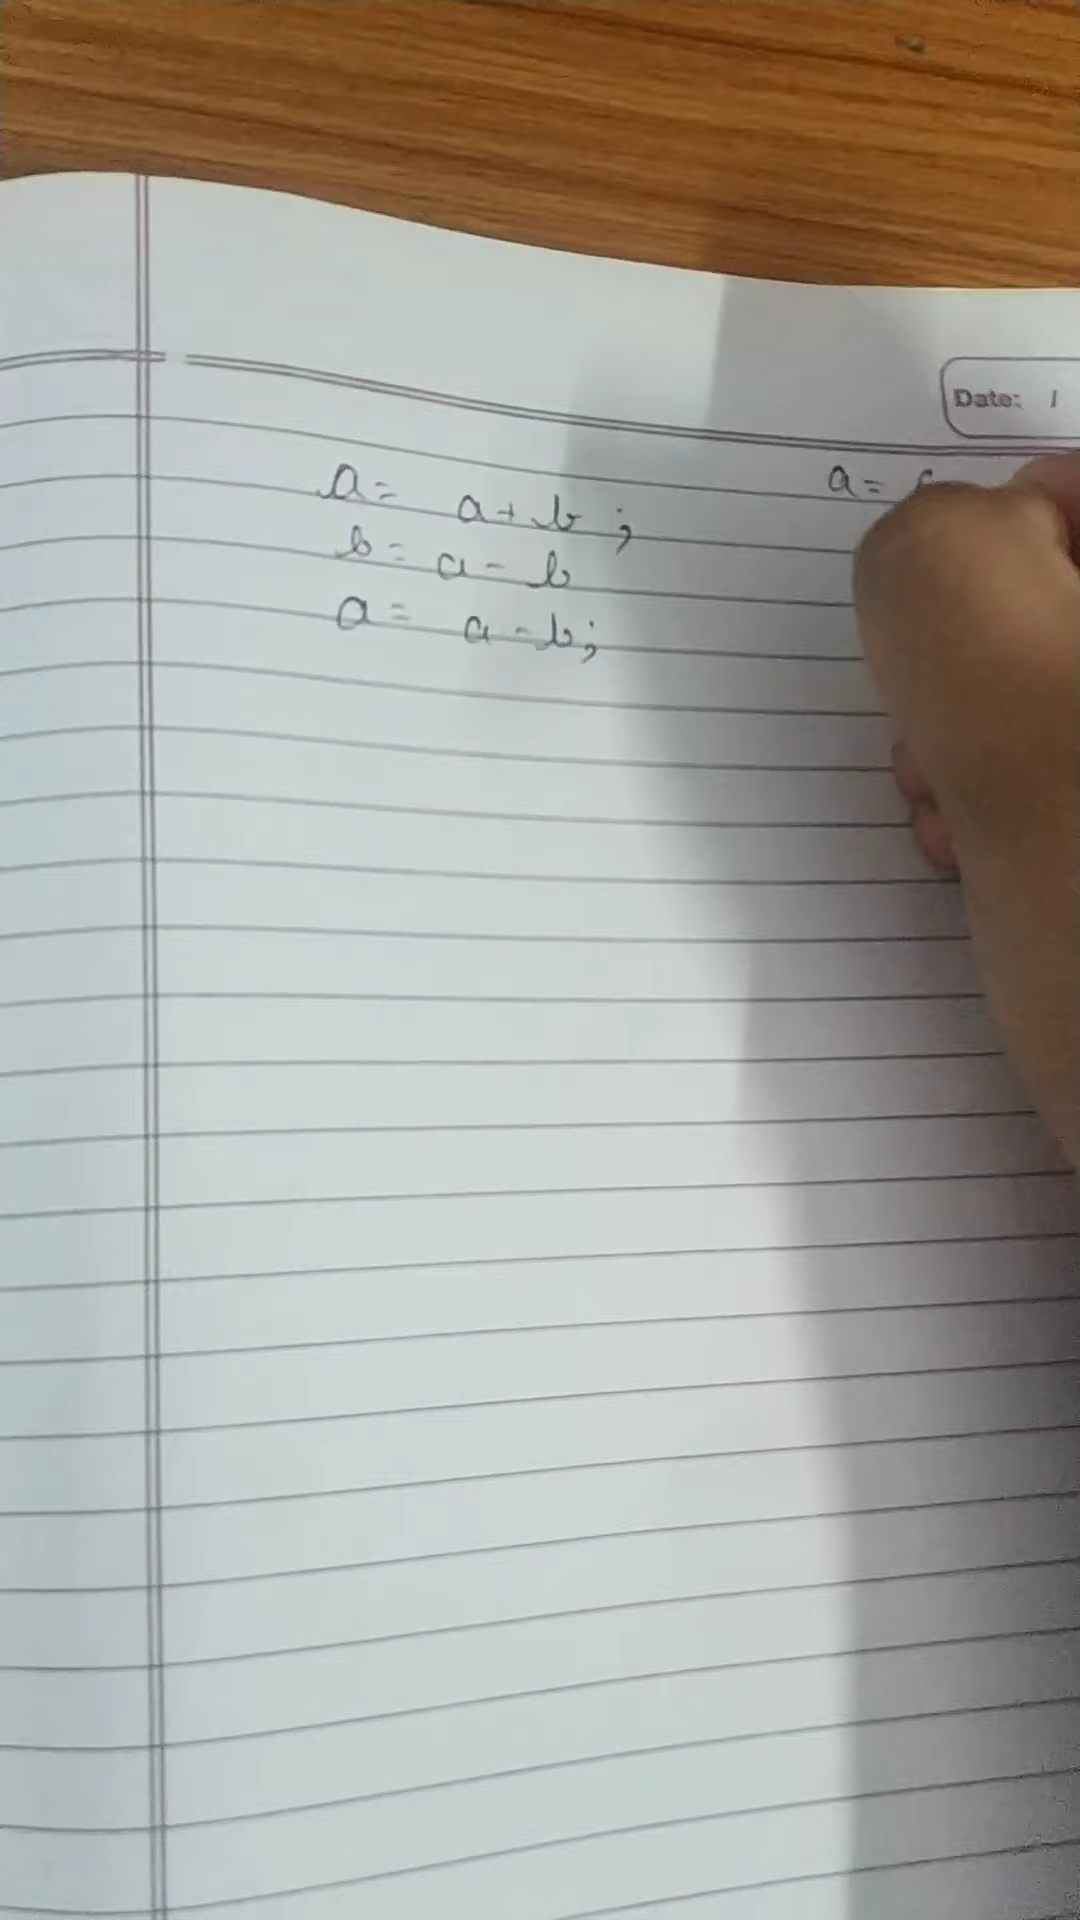 Date: /
a =
a = a + b ;
b = a - b
a = a - b;